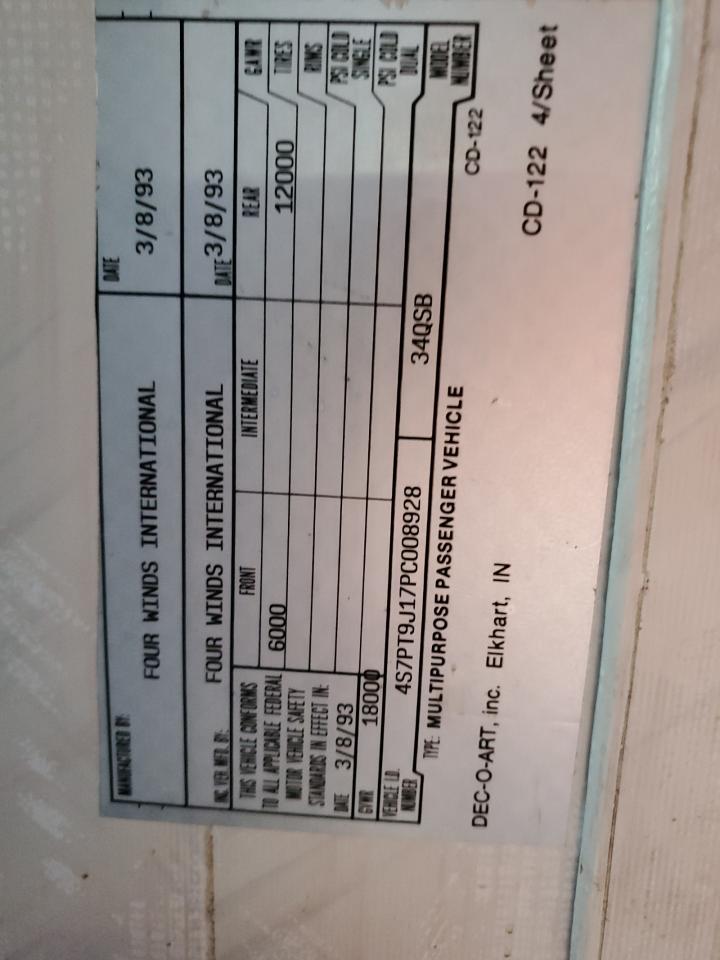 MANUFACTURED BY: DATE
FOUR WINDS INTERNATIONAL 3/8/93
INC. VEH. MFD. BY: FOUR WINDS INTERNATIONAL DATE 3/8/93
THIS VEHICLE CONFORMS FRONT INTERMEDIATE REAR GAWR
TO ALL APPLICABLE FEDERAL 6000 12000 TIRES
MOTOR VEHICLE SAFETY RIMS
STANDARDS IN EFFECT IN: PSI COLD SINGLE
DATE 3/8/93 PSI COLD DUAL
GVWR 18000
VEHICLE I.D. NUMBER 4S7PT9J17PC008928 34QSB MODEL NUMBER
TYPE: MULTIPURPOSE PASSENGER VEHICLE CD-122
DEC-O-ART, inc. Elkhart, IN CD-122 4/Sheet